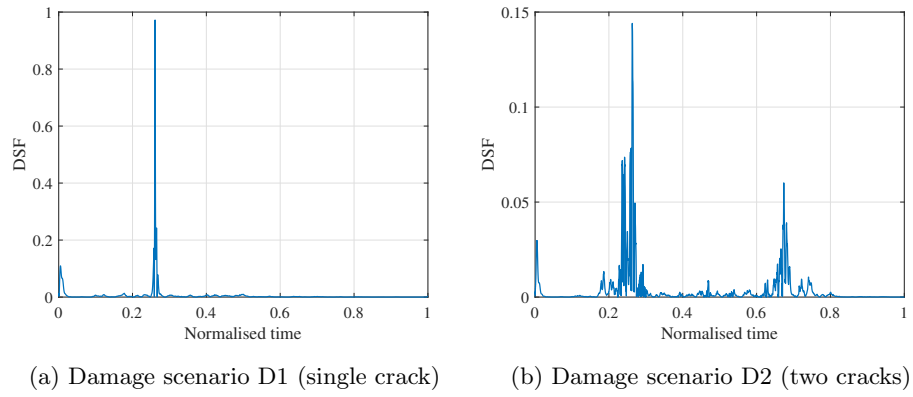 1
0.8
0.6
0.4
0.2
0
DSF
0 0.2 0.4 0.6 0.8 1
Normalised time
(a) Damage scenario D1 (single crack)
0.15
0.1
0.05
0
DSF
0 0.2 0.4 0.6 0.8 1
Normalised time
(b) Damage scenario D2 (two cracks)